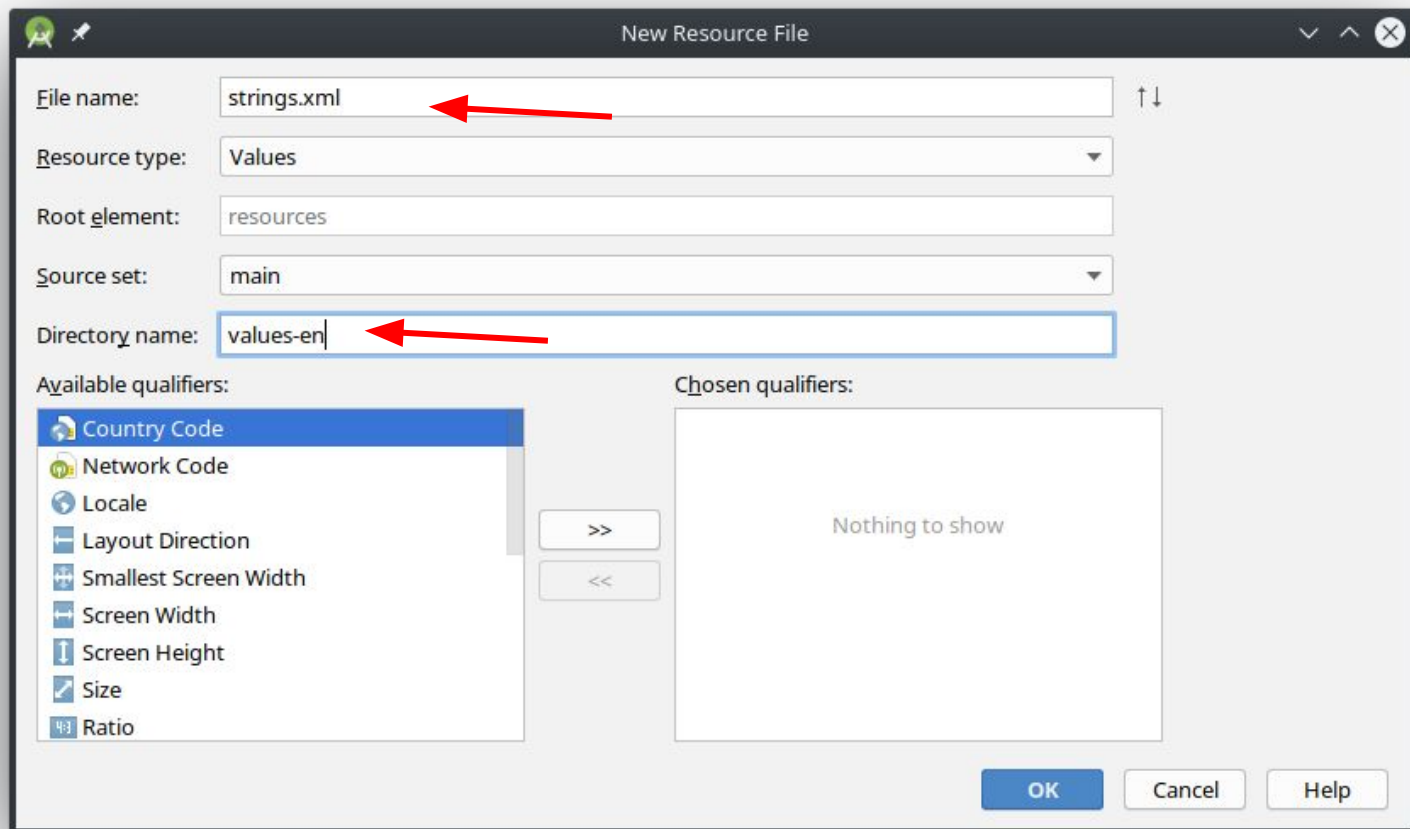 New Resource File
File name: strings.xml
Resource type: Values
Root element: resources
Source set: main
Directory name: values-en
Available qualifiers:
Country Code
Network Code
Locale
Layout Direction
Smallest Screen Width
Screen Width
Screen Height
Size
4:3 Ratio
>>
<<
Chosen qualifiers:
Nothing to show
OK Cancel Help